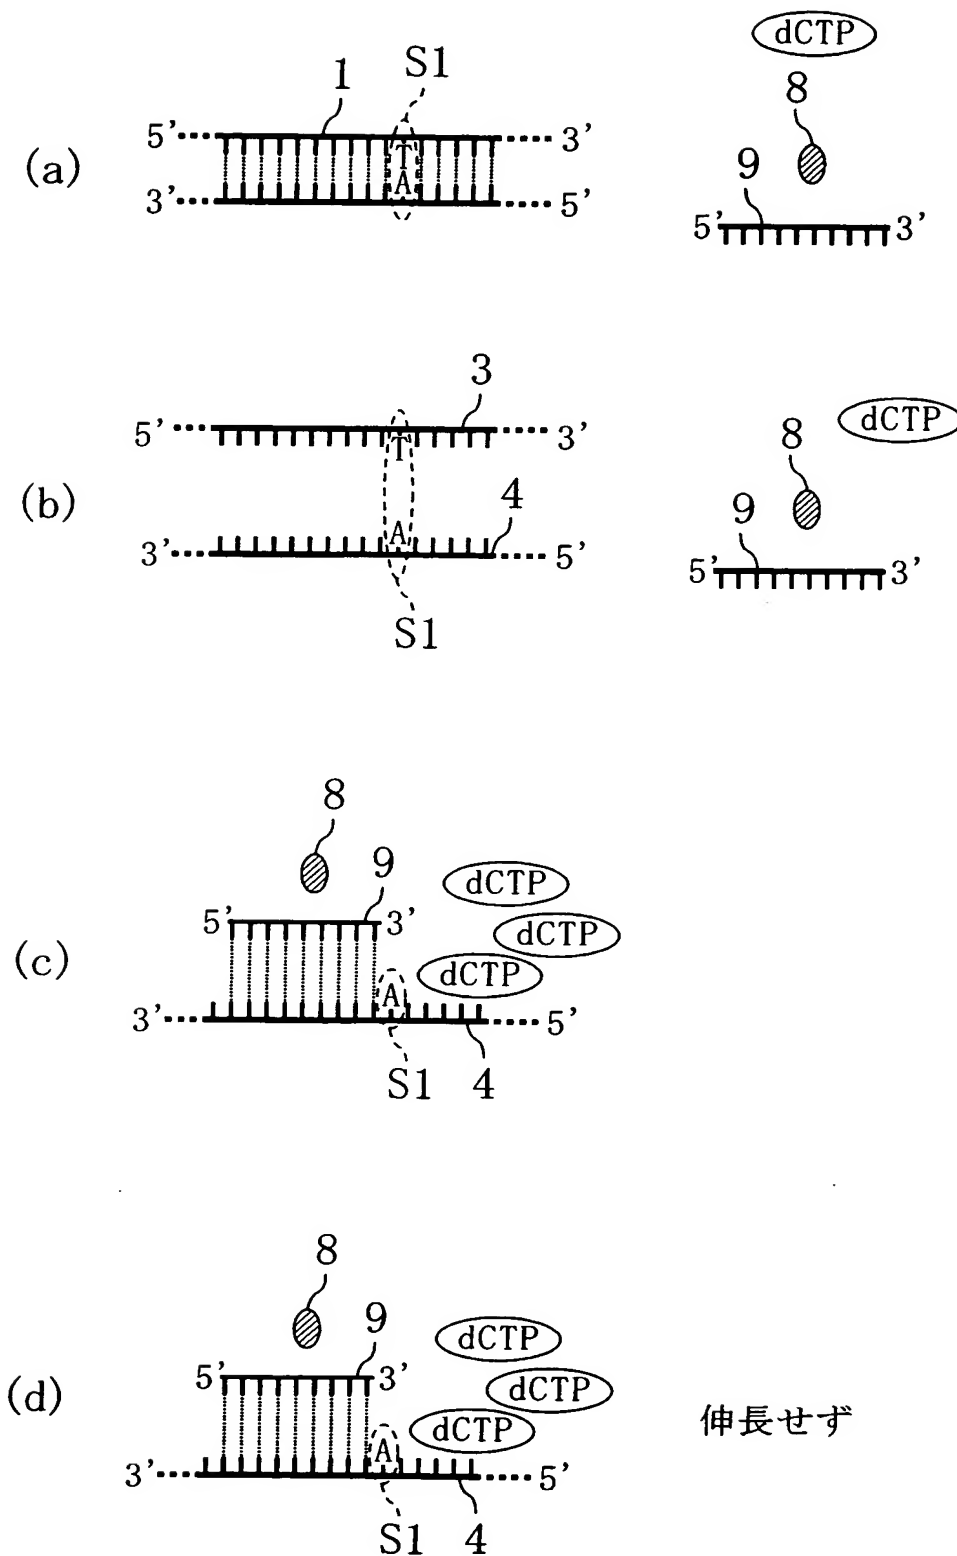 dCTP
S1
1
8
5' 3'
(a)
T
A
9
3' 5'
5' 3'
3
dCTP
8
5' 3'
T
(b)
4
9
A
3' 5'
5' 3'
S1
8
9
dCTP
5' 3'
dCTP
(c)
dCTP
A
3' 5'
S1 4
8
9
dCTP
5' 3'
dCTP
(d)
伸長せず
dCTP
A
3' 5'
S1 4